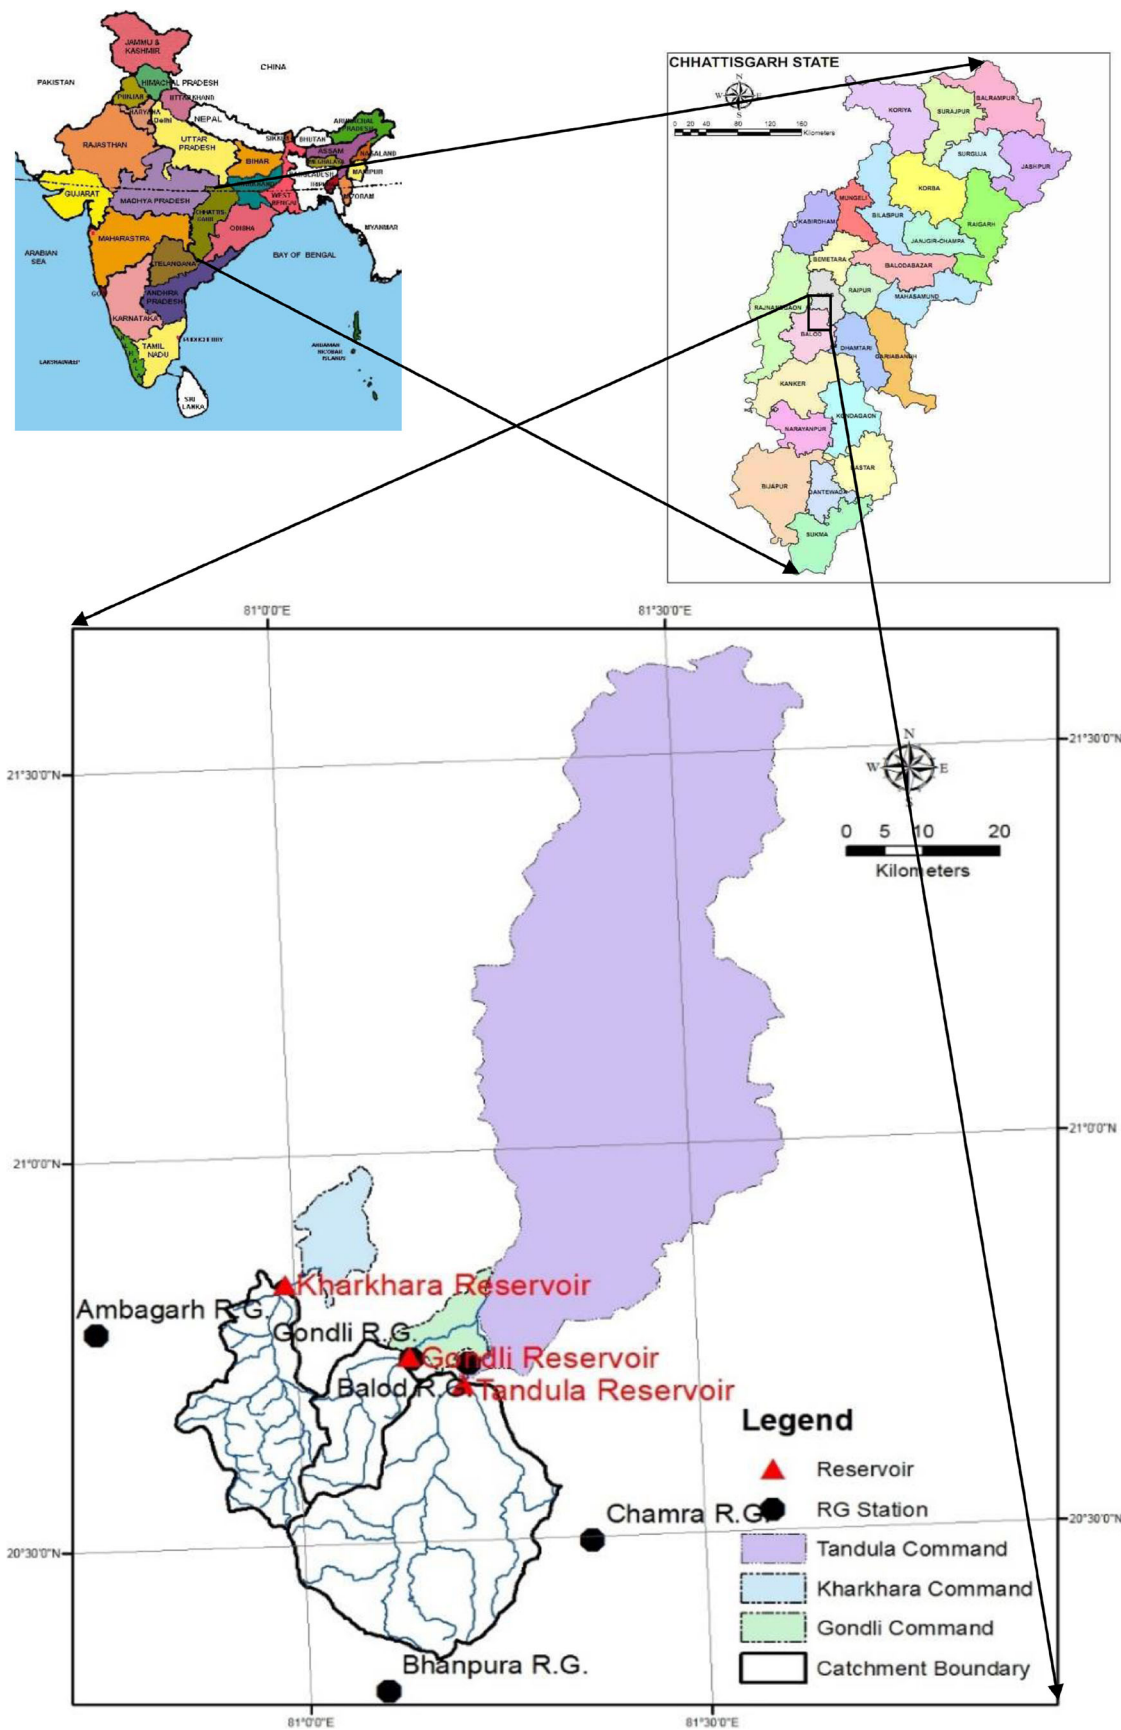 JAMMU &
KASHMIR
CHINA
PAKISTAN
HIMACHAL PRADESH
PUNJAB
UTTARKHAND
HARYANA
Delhi
NEPAL
ARUNACHAL
PRADESH
RAJASTHAN
UTTAR
PRADESH
SIKKIM
BHUTAN
ASSAM
NAGALAND
BIHAR
MEGHALAYA
BANGLADESH
MANIPUR
GUJARAT
MADHYA PRADESH
WEST
BENGAL
MIZORAM
CHHATTIS-
GARH
ODISHA
MYANMAR
MAHARASTRA
ARABIAN
SEA
TELANGANA
BAY OF BENGAL
ANDHRA
PRADESH
GOA
KARNATAKA
PUDUCHERRY
TAMIL
NADU
ANDAMAN
NICOBAR
ISLANDS
LAKSHADWEEP
SRI
LANKA
CHHATTISGARH STATE
N
W E
S
0 20 40 80 120 160
Kilometers
BALRAMPUR
KORIYA
SURAJPUR
SURGUJA
JASHPUR
KORBA
MUNGELI
BILASPUR
RAIGARH
KABIRDHAM
JANJGIR-CHAMPA
BEMETARA
BALODABAZAR
RAIPUR
MAHASAMUND
RAJNANDGAON
BALOD
DHAMTARI
GARIABANDH
KANKER
KONDAGAON
NARAYANPUR
BASTAR
BIJAPUR
DANTEWADA
SUKMA
81°0'0"E
81°30'0"E
21°30'0"N
21°30'0"N
N
W E
S
0 5 10 20
Kilometers
21°0'0"N
21°0'0"N
Kharkhara Reservoir
Ambagarh R.G.
Gondli R.G.
Gondli Reservoir
Balod R.G.
Tandula Reservoir
Legend
Reservoir
RG Station
Chamra R.G.
20°30'0"N
20°30'0"N
Tandula Command
Kharkhara Command
Gondli Command
Catchment Boundary
Bhanpura R.G.
81°0'0"E
81°30'0"E